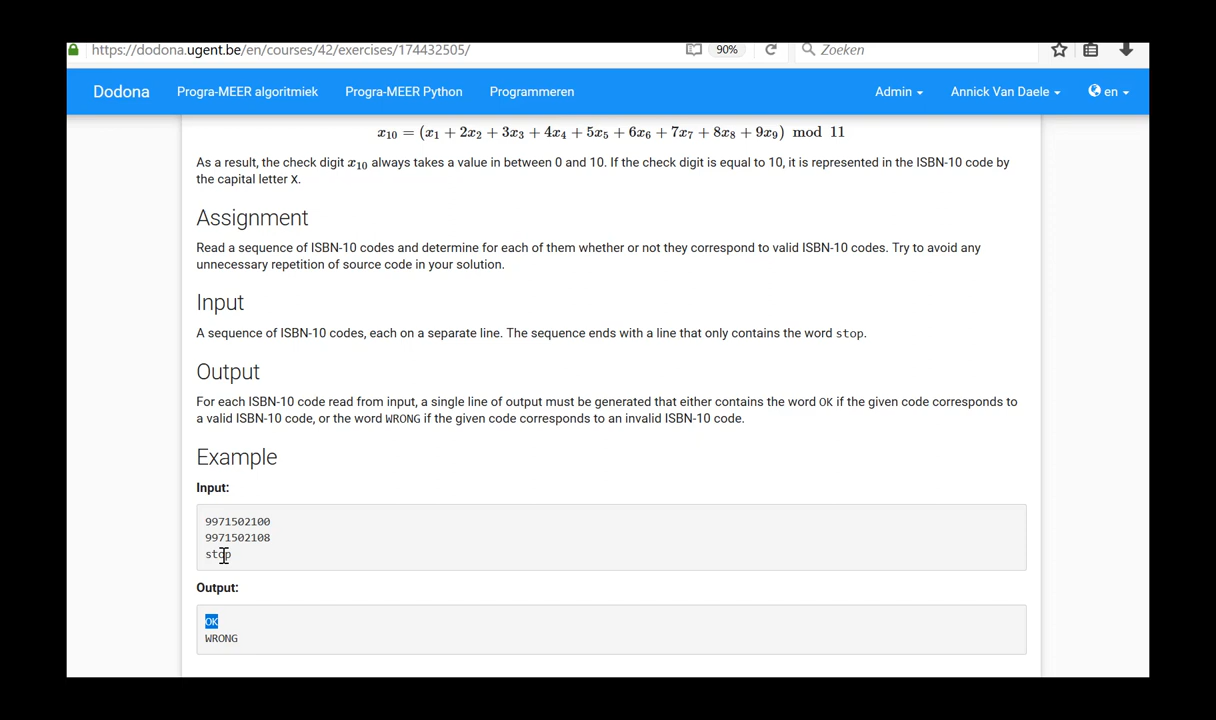 https://dodona.ugent.be/en/courses/42/exercises/174432505/ 90% Zoeken
Dodona Progra-MEER algoritmiek Progra-MEER Python Programmeren Admin Annick Van Daele en
x₁₀ = (x₁ + 2x₂ + 3x₃ + 4x₄ + 5x₅ + 6x₆ + 7x₇ + 8x₈ + 9x₉) mod 11
As a result, the check digit x₁₀ always takes a value in between 0 and 10. If the check digit is equal to 10, it is represented in the ISBN-10 code by
the capital letter X.
Assignment
Read a sequence of ISBN-10 codes and determine for each of them whether or not they correspond to valid ISBN-10 codes. Try to avoid any
unnecessary repetition of source code in your solution.
Input
A sequence of ISBN-10 codes, each on a separate line. The sequence ends with a line that only contains the word stop.
Output
For each ISBN-10 code read from input, a single line of output must be generated that either contains the word OK if the given code corresponds to
a valid ISBN-10 code, or the word WRONG if the given code corresponds to an invalid ISBN-10 code.
Example
Input:
9971502100
9971502108
stop
Output:
OK
WRONG